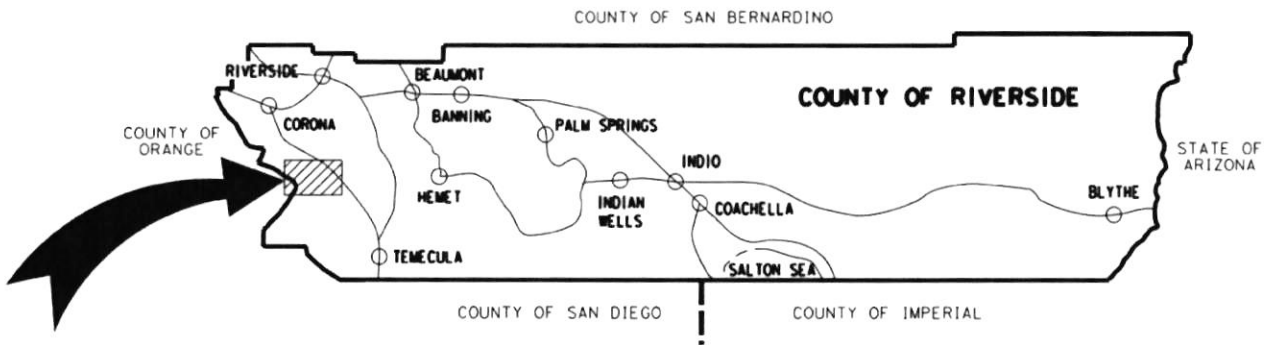 COUNTY OF SAN BERNARDINO
RIVERSIDE
BEAUMONT
COUNTY OF RIVERSIDE
BANNING
CORONA
PALM SPRINGS
COUNTY OF
ORANGE
STATE OF
ARIZONA
INDIO
BLYTHE
HEMET
INDIAN
WELLS
COACHELLA
TEMECULA
SALTON SEA
COUNTY OF SAN DIEGO
COUNTY OF IMPERIAL